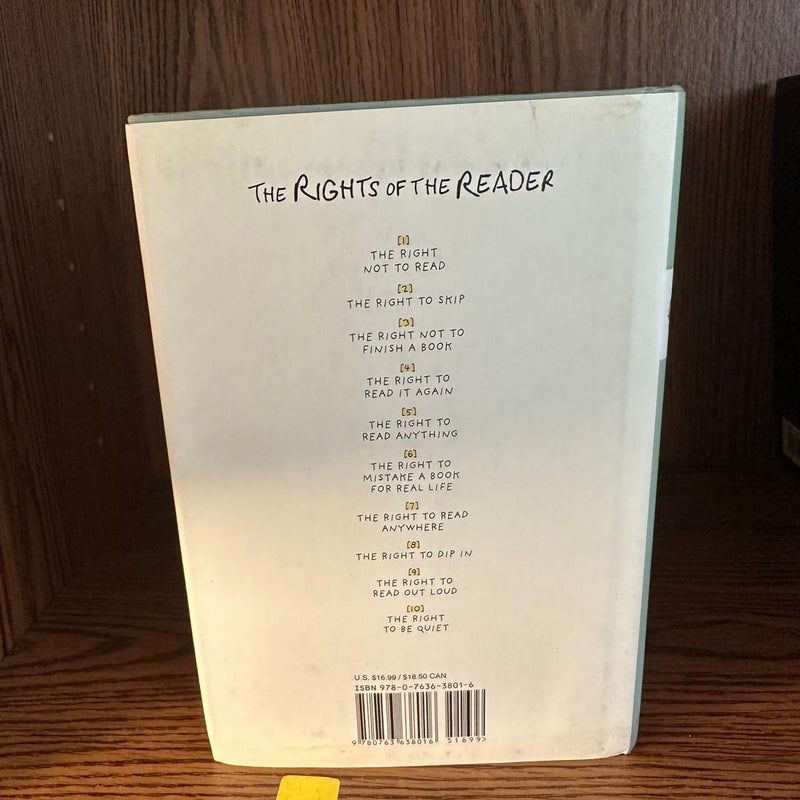 THE RIGHTS OF THE READER
[1]
THE RIGHT
NOT TO READ
[2]
THE RIGHT TO SKIP
[3]
THE RIGHT NOT TO
FINISH A BOOK
[4]
THE RIGHT TO
READ IT AGAIN
[5]
THE RIGHT TO
READ ANYTHING
[6]
THE RIGHT TO
MISTAKE A BOOK
FOR REAL LIFE
[7]
THE RIGHT TO READ
ANYWHERE
[8]
THE RIGHT TO DIP IN
[9]
THE RIGHT TO
READ OUT LOUD
[10]
THE RIGHT
TO BE QUIET
U.S. $16.99 / $18.50 CAN
ISBN 978-0-7636-3801-6
9 780763 638016 51699>